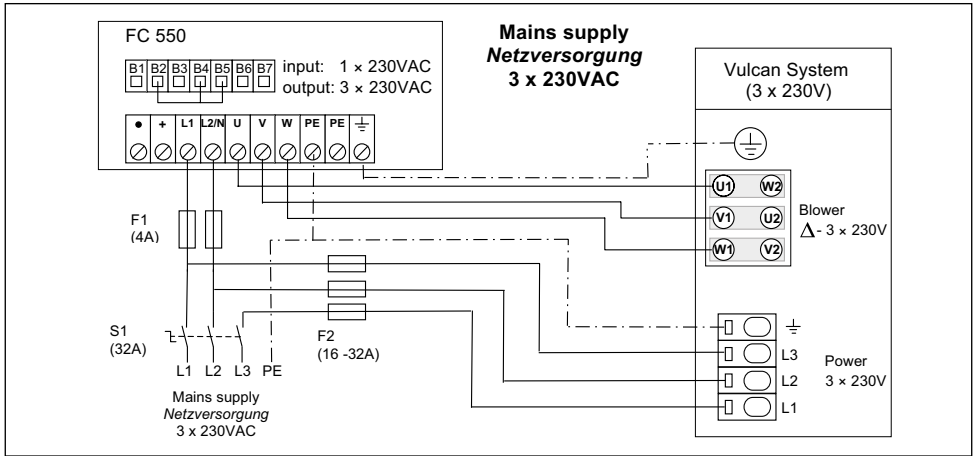 FC 550
B1 B2 B3 B4 B5 B6 B7
input: 1 × 230VAC
output: 3 × 230VAC
• + L1 L2/N U V W PE PE ⏚
Mains supply
Netzversorgung
3 x 230VAC
Vulcan System
(3 x 230V)
U1 W2
V1 U2
W1 V2
Blower
Δ- 3 × 230V
F1
(4A)
S1
(32A)
F2
(16 -32A)
L1 L2 L3 PE
Mains supply
Netzversorgung
3 x 230VAC
L3
L2
L1
Power
3 × 230V